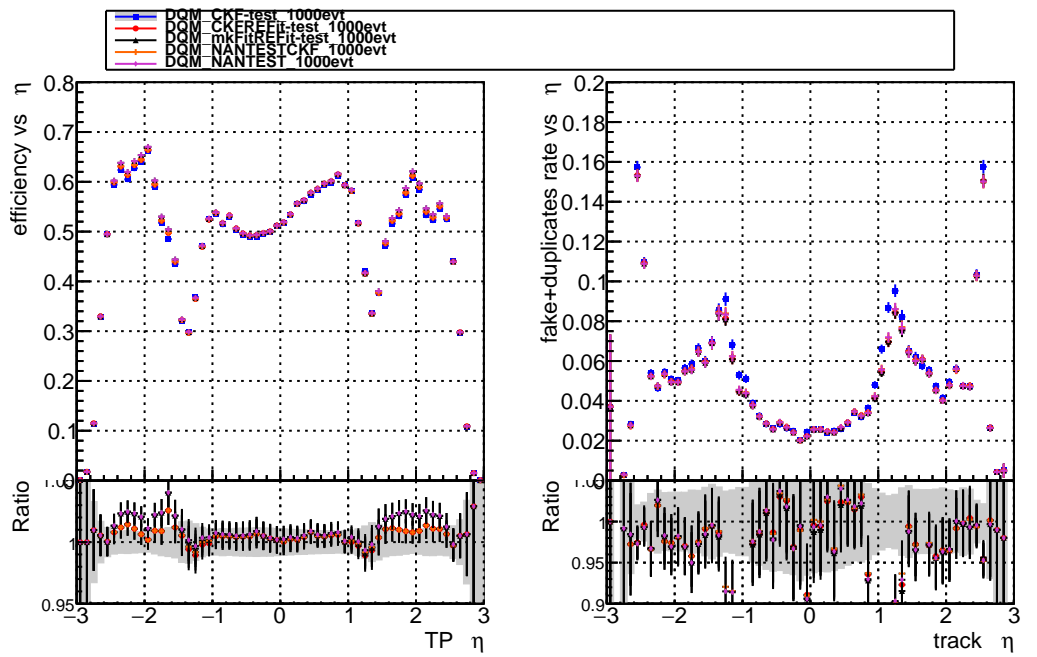 DQM_CKF-test_1000evt
DQM_CKFREFit-test_1000evt
DQM_mkFitREFit-test_1000evt
DQM_NANTESTCKF_1000evt
DQM_NANTEST_1000evt
efficiency vs η
0.8
0.7
0.6
0.5
0.4
0.3
0.2
0.1
0
Ratio
1
0.95
−3 −2 −1 0 1 2 3
TP η
fake+duplicates rate vs η
0.2
0.18
0.16
0.14
0.12
0.1
0.08
0.06
0.04
0.02
0
Ratio
1
0.95
0.9
−3 −2 −1 0 1 2 3
track η